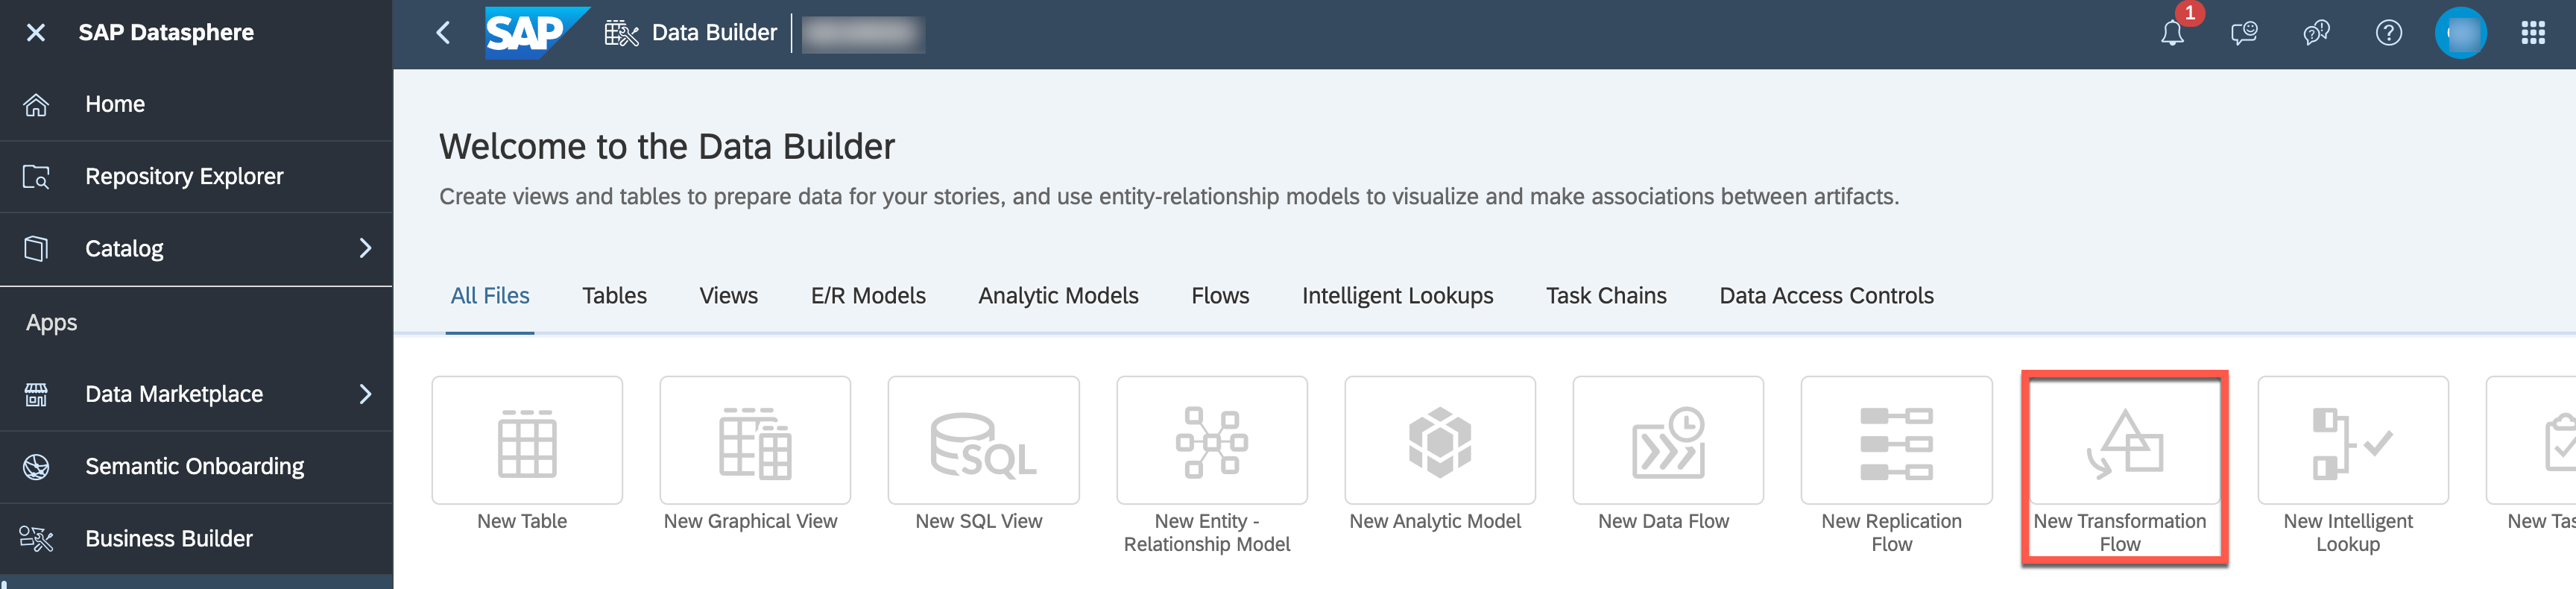 SAP Datasphere
Home
Repository Explorer
Catalog
Apps
Data Marketplace
Semantic Onboarding
Business Builder
SAP Data Builder
1
Welcome to the Data Builder
Create views and tables to prepare data for your stories, and use entity-relationship models to visualize and make associations between artifacts.
All Files Tables Views E/R Models Analytic Models Flows Intelligent Lookups Task Chains Data Access Controls
SQL
New Table
New Graphical View
New SQL View
New Entity -
Relationship Model
New Analytic Model
New Data Flow
New Replication
Flow
New Transformation
Flow
New Intelligent
Lookup
New Tas